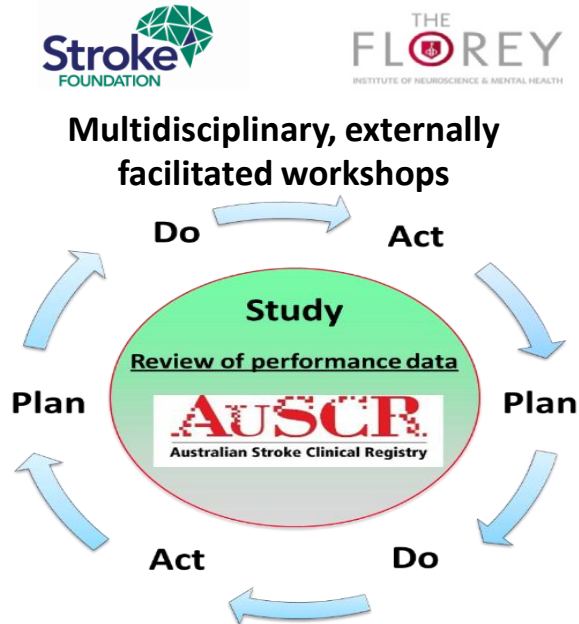 Stroke
FOUNDATION
THE
FLOREY
INSTITUTE OF NEUROSCIENCE & MENTAL HEALTH
Multidisciplinary, externally
facilitated workshops
Do
Act
Study
Review of performance data
Plan
Plan
AuSCR
Australian Stroke Clinical Registry
Act
Do